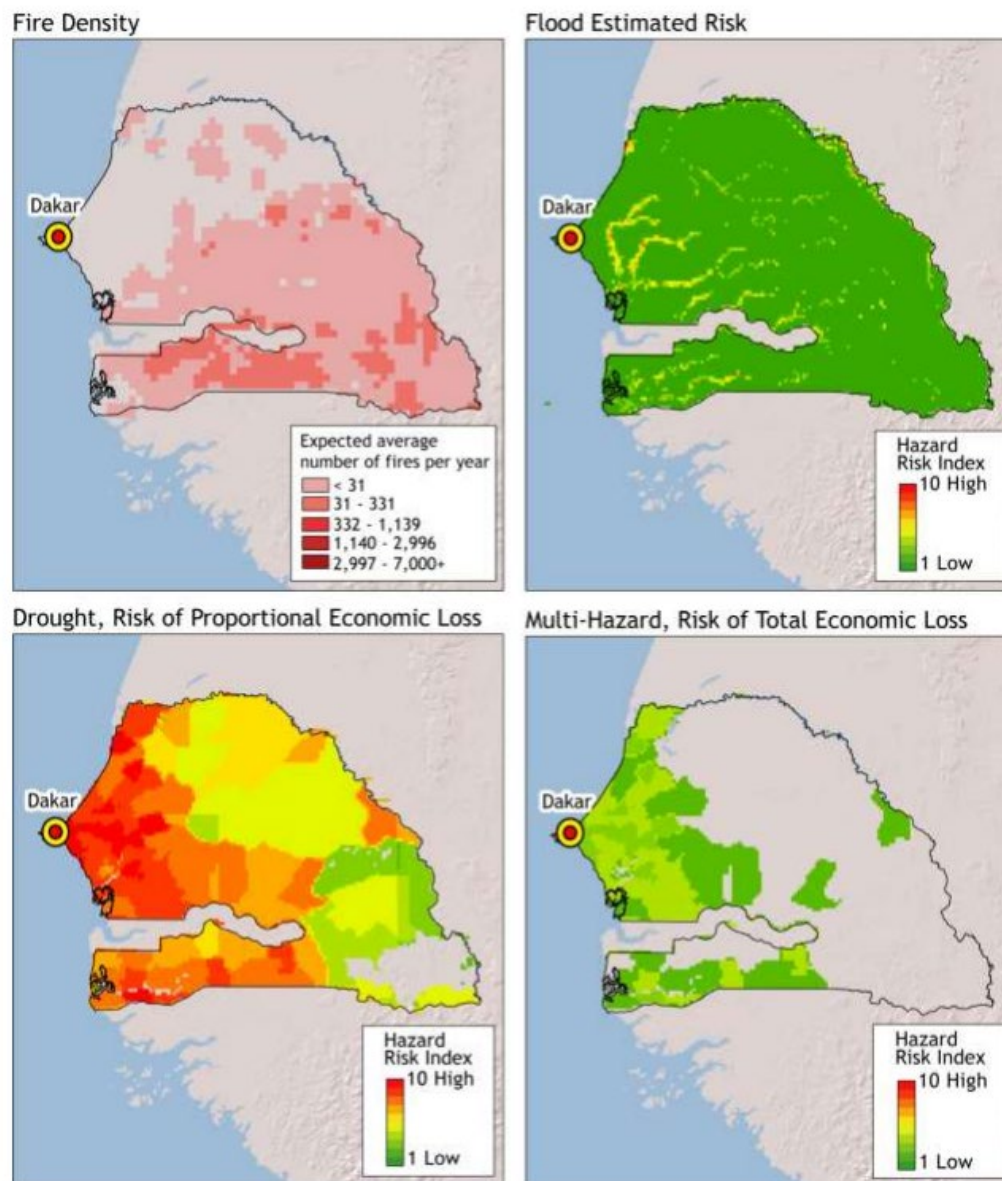 Fire Density
Dakar
Expected average
number of fires per year
< 31
31 - 331
332 - 1,139
1,140 - 2,996
2,997 - 7,000+
Flood Estimated Risk
Dakar
Hazard
Risk Index
10 High
1 Low
Drought, Risk of Proportional Economic Loss
Dakar
Hazard
Risk Index
10 High
1 Low
Multi-Hazard, Risk of Total Economic Loss
Dakar
Hazard
Risk Index
10 High
1 Low